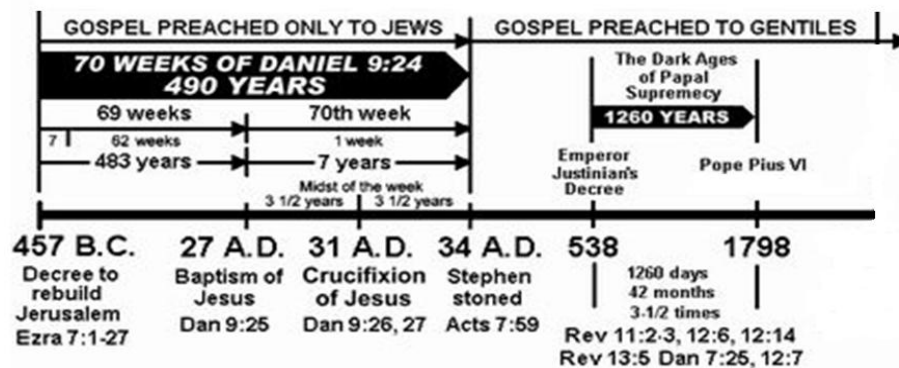 GOSPEL PREACHED ONLY TO JEWS
GOSPEL PREACHED TO GENTILES
70 WEEKS OF DANIEL 9:24
490 YEARS
69 weeks
70th week
7
62 weeks
1 week
483 years
7 years
Midst of the week
3 1/2 years
3 1/2 years
The Dark Ages
of Papal
Supremecy
1260 YEARS
Emperor
Justinian's
Decree
Pope Pius VI
457 B.C.
Decree to
rebuild
Jerusalem
Ezra 7:1-27
27 A.D.
Baptism of
Jesus
Dan 9:25
31 A.D.
Crucifixion
of Jesus
Dan 9:26, 27
34 A.D.
Stephen
stoned
Acts 7:59
538
1798
1260 days
42 months
3-1/2 times
Rev 11:2-3, 12:6, 12:14
Rev 13:5 Dan 7:25, 12:7